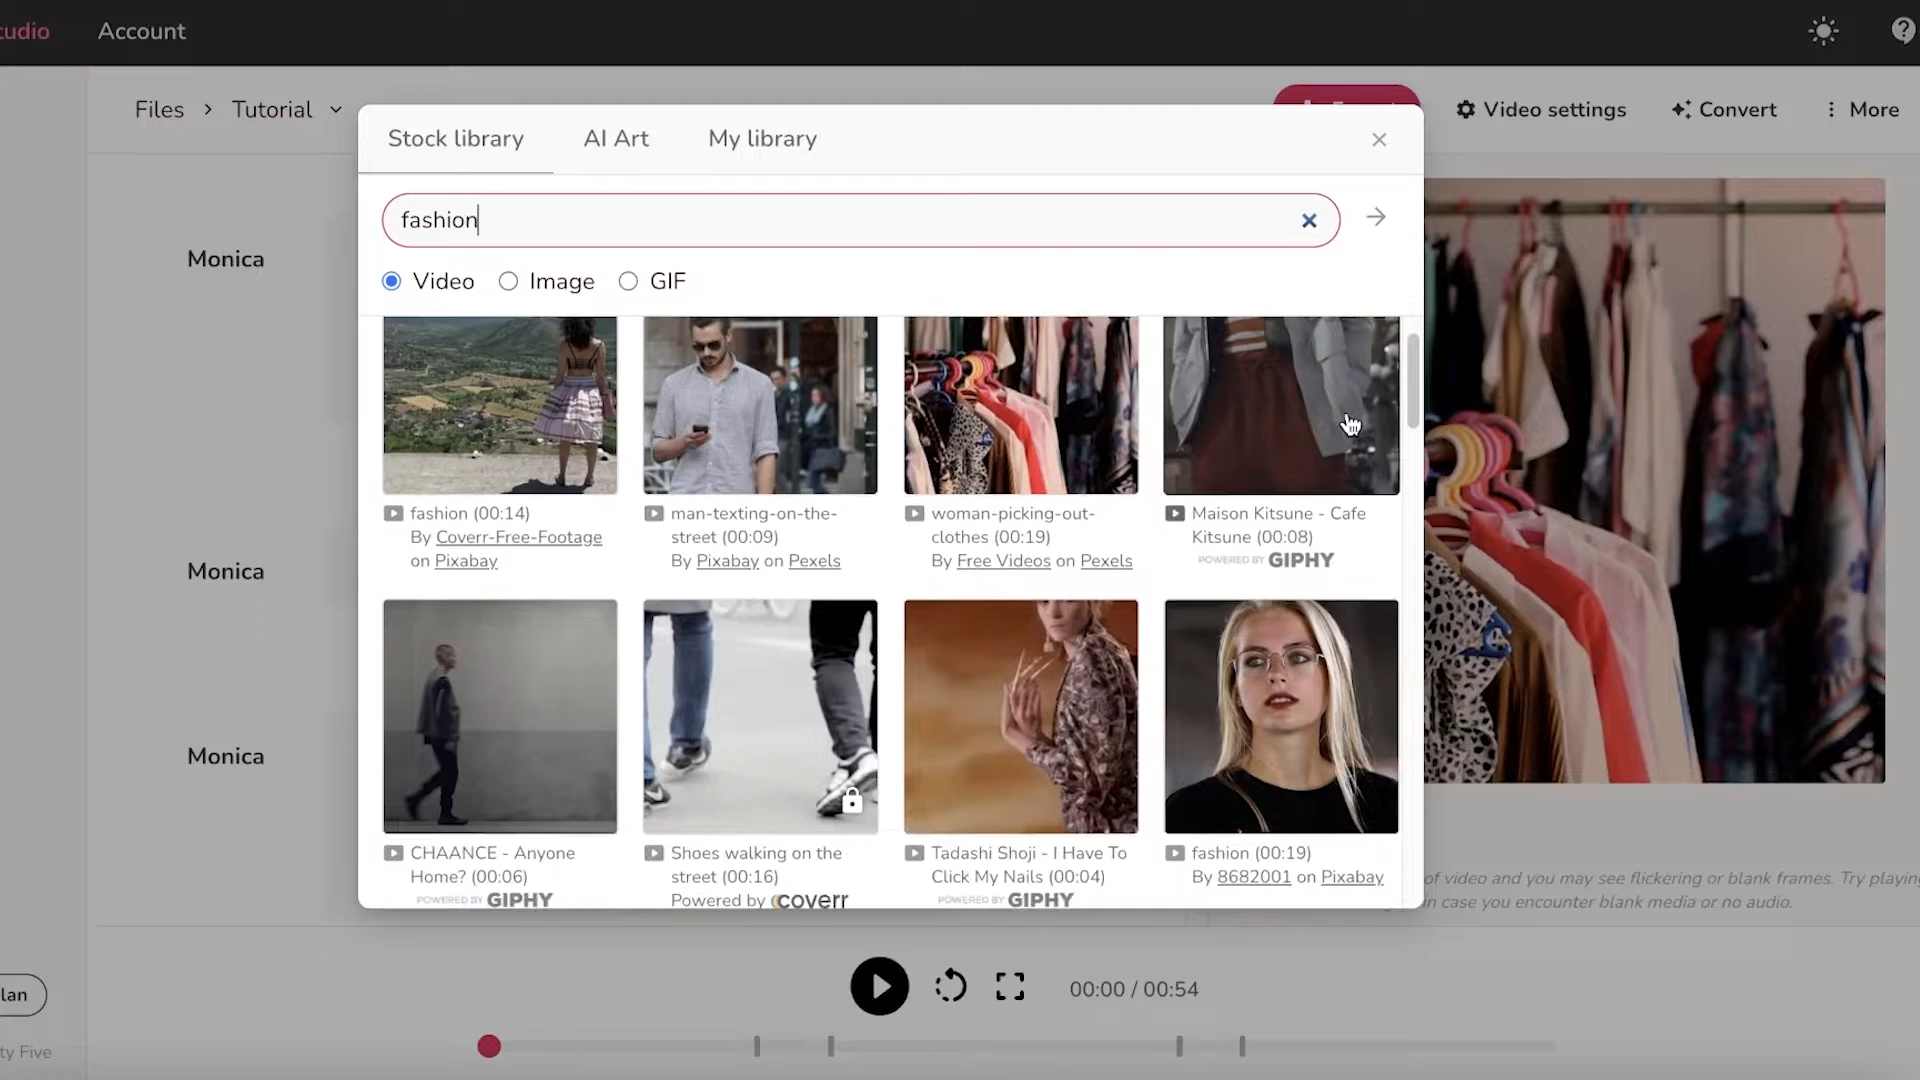 tudio
Account
Files > Tutorial
Video settings
Convert
More
Stock library
AI Art
My library
fashion
Video
Image
GIF
Monica
Monica
Monica
fashion (00:14)
By Coverr-Free-Footage
on Pixabay
man-texting-on-the-
street (00:09)
By Pixabay on Pexels
woman-picking-out-
clothes (00:19)
By Free Videos on Pexels
Maison Kitsune - Cafe
Kitsune (00:08)
POWERED BY GIPHY
CHAANCE - Anyone
Home? (00:06)
POWERED BY GIPHY
Shoes walking on the
street (00:16)
Powered by coverr
Tadashi Shoji - I Have To
Click My Nails (00:04)
POWERED BY GIPHY
fashion (00:19)
By 8682001 on Pixabay
of video and you may see flickering or blank frames. Try playing
in case you encounter blank media or no audio.
lan
ty Five
00:00 / 00:54